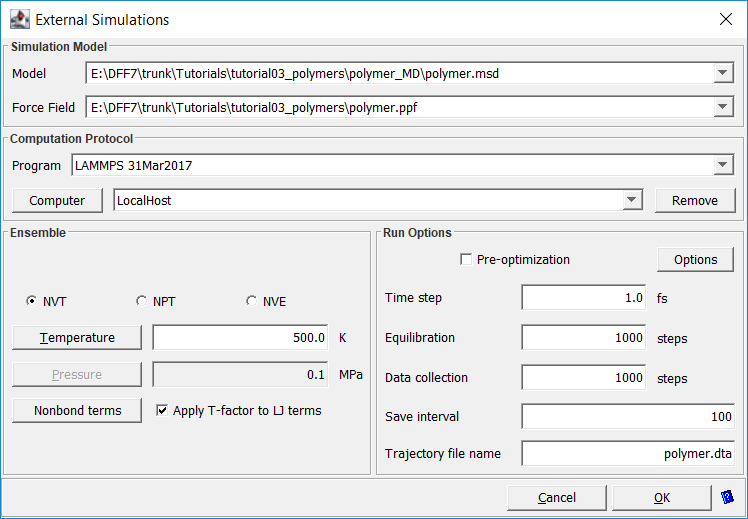 External Simulations
Simulation Model
Model E:\DFF7\trunk\Tutorials\tutorial03_polymers\polymer_MD\polymer.msd
Force Field E:\DFF7\trunk\Tutorials\tutorial03_polymers\polymer.ppf
Computation Protocol
Program LAMMPS 31Mar2017
Computer LocalHost Remove
Ensemble
NVT NPT NVE
Temperature 500.0 K
Pressure 0.1 MPa
Nonbond terms Apply T-factor to LJ terms
Run Options
Pre-optimization Options
Time step 1.0 fs
Equilibration 1000 steps
Data collection 1000 steps
Save interval 100
Trajectory file name polymer.dta
Cancel OK ?